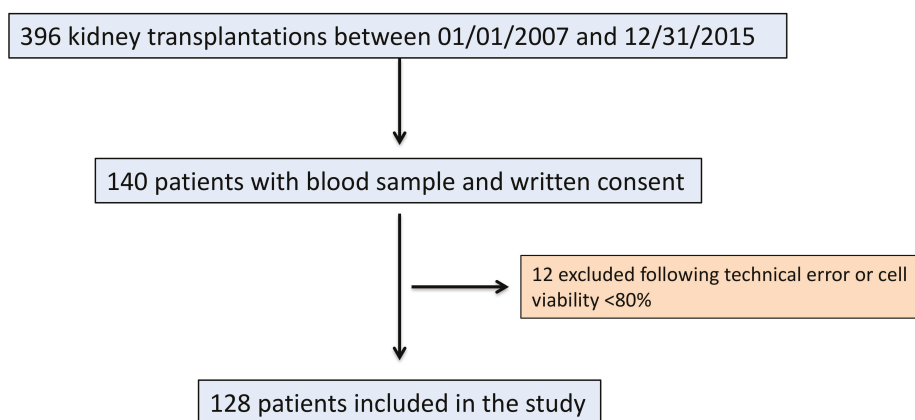 396 kidney transplantations between 01/01/2007 and 12/31/2015
140 patients with blood sample and written consent
12 excluded following technical error or cell
viability <80%
128 patients included in the study